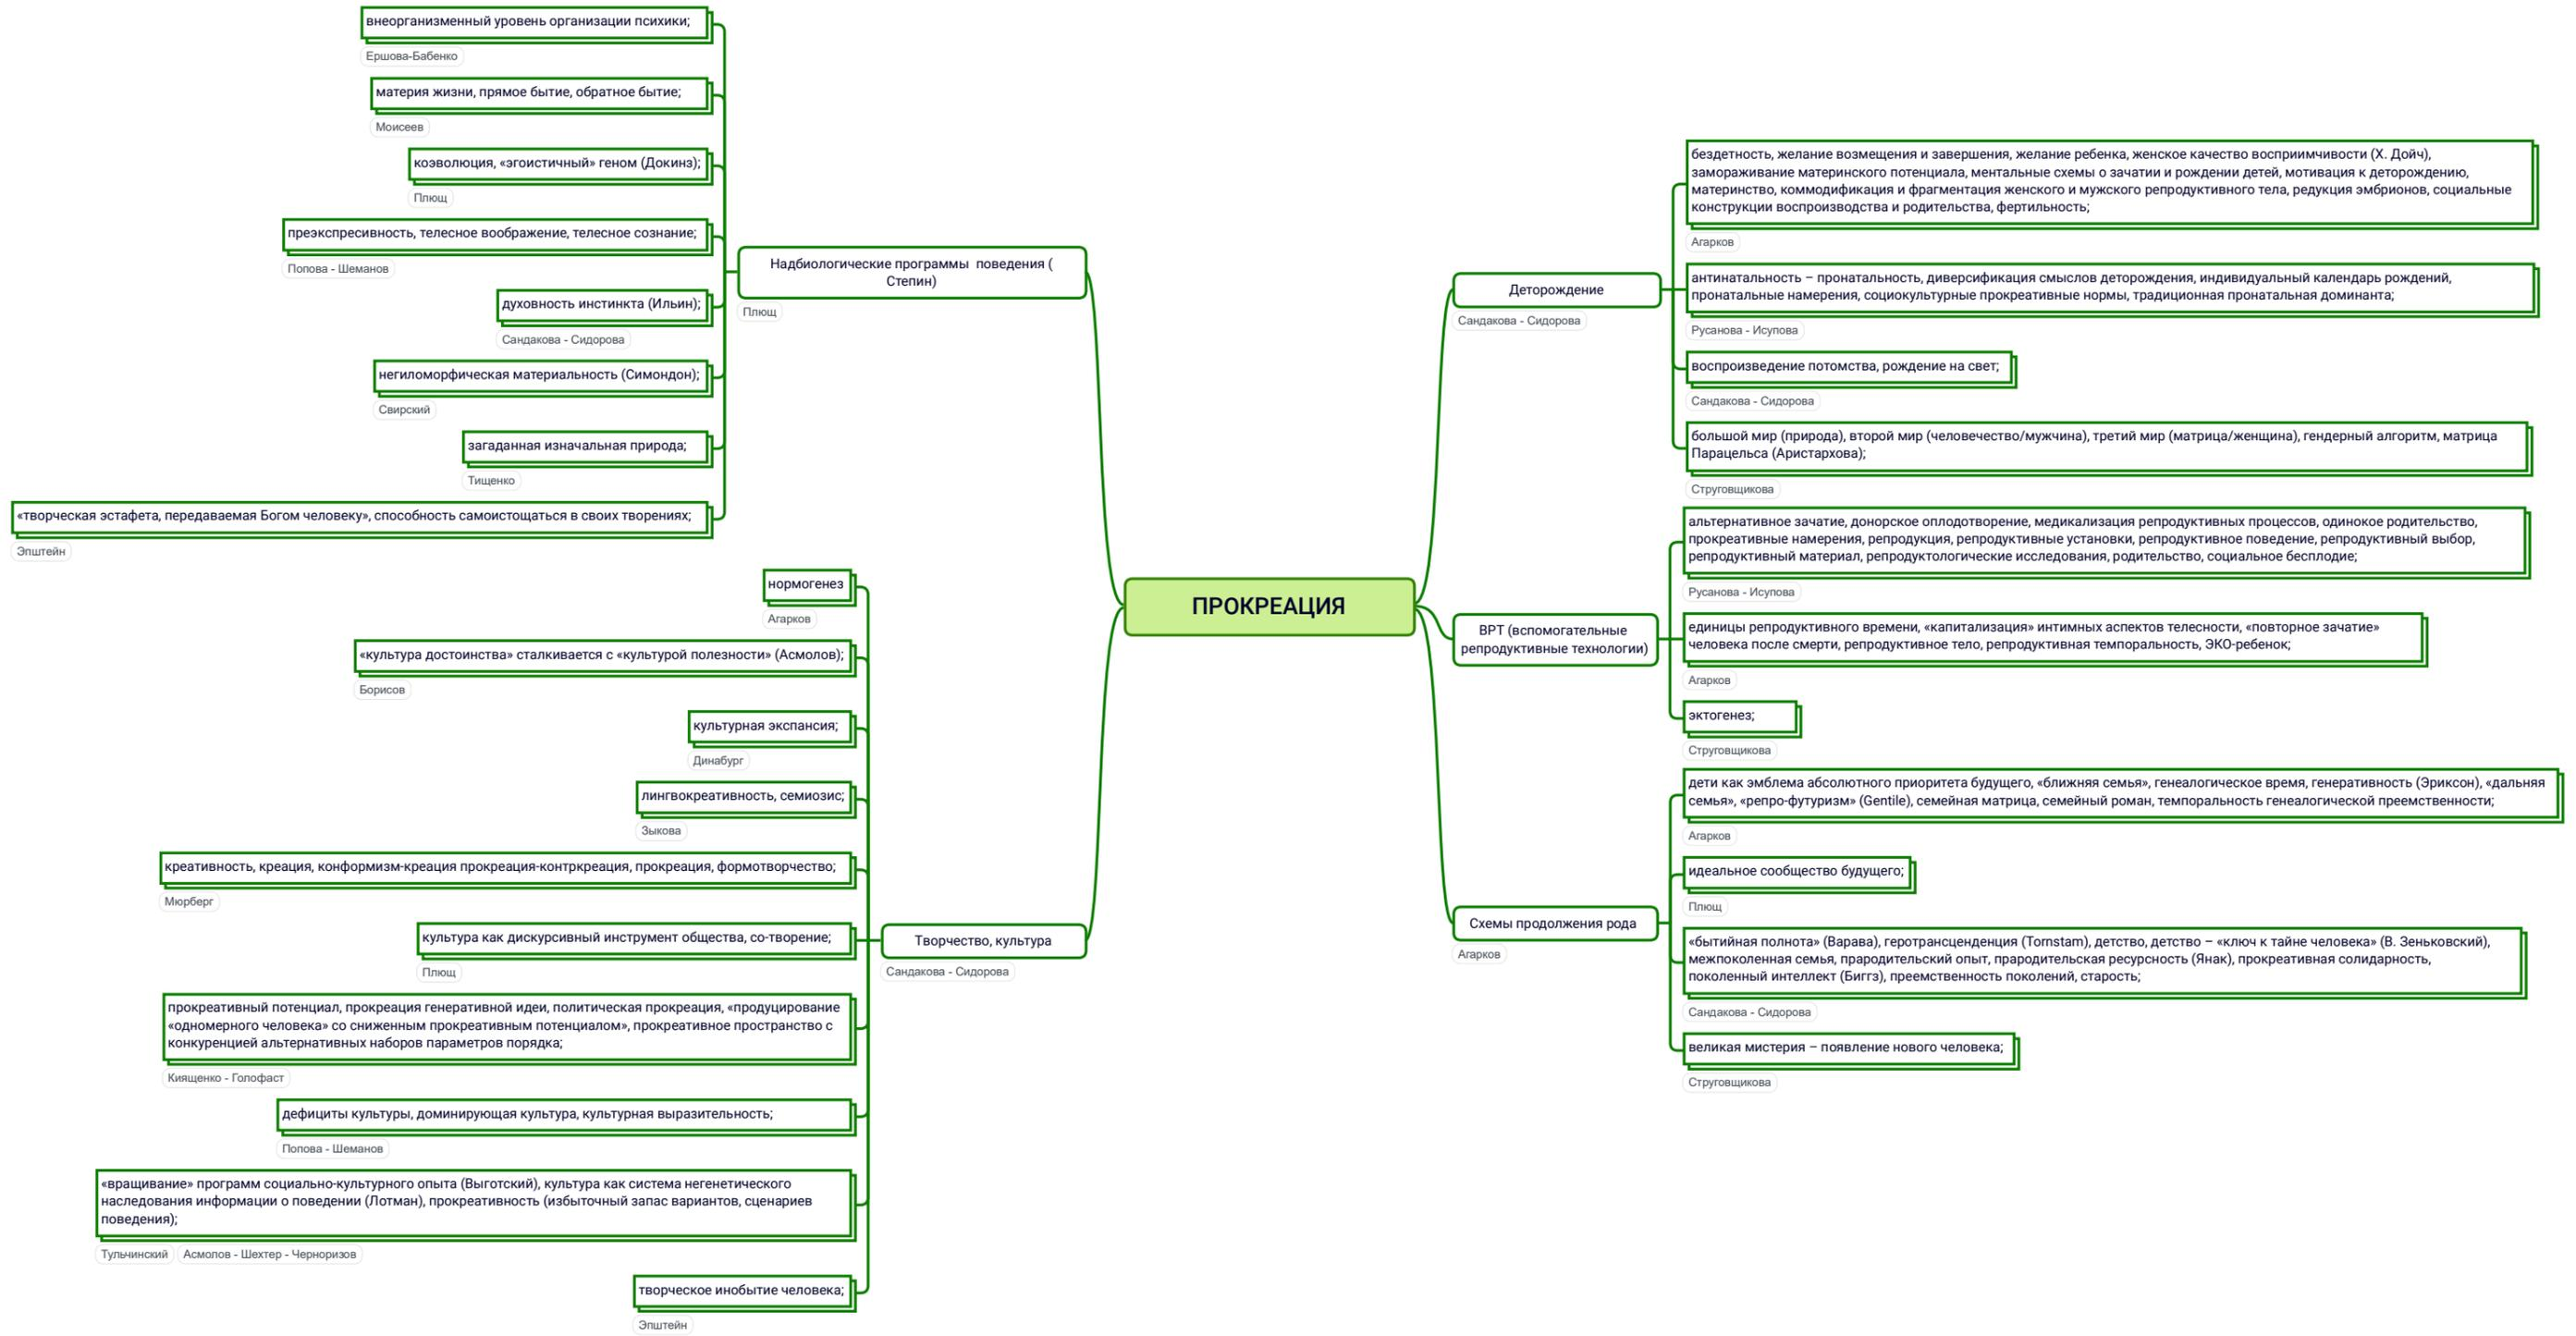 ПРОКРЕАЦИЯ
Надбиологические программы  поведения (
Степин)
Плющ
внеорганизменный уровень организации психики;
Ершова-Бабенко
материя жизни, прямое бытие, обратное бытие;
Моисеев
коэволюция, «эгоистичный» геном (Докинз);
Плющ
преэкспресивность, телесное воображение, телесное сознание;
Попова - Шеманов
духовность инстинкта (Ильин);
Сандакова - Сидорова
негиломорфическая материальность (Симондон);
Свирский
загаданная изначальная природа;
Тищенко
«творческая эстафета, передаваемая Богом человеку», способность самоистощаться в своих творениях;
Эпштейн
Творчество, культура
Сандакова - Сидорова
нормогенез
Агарков
«культура достоинства» сталкивается с «культурой полезности» (Асмолов);
Борисов
культурная экспансия;
Динабург
лингвокреативность, семиозис;
Зыкова
креативность, креация, конформизм-креация прокреация-контркреация, прокреация, формотворчество;
Мюрберг
культура как дискурсивный инструмент общества, со-творение;
Плющ
прокреативный потенциал, прокреация генеративной идеи, политическая прокреация, «продуцирование
«одномерного человека» со сниженным прокреативным потенциалом», прокреативное пространство с
конкуренцией альтернативных наборов параметров порядка;
Киященко - Голофаст
дефициты культуры, доминирующая культура, культурная выразительность;
Попова - Шеманов
«вращивание» программ социально-культурного опыта (Выготский), культура как система негенетического
наследования информации о поведении (Лотман), прокреативность (избыточный запас вариантов, сценариев
поведения);
Тульчинский Асмолов - Шехтер - Черноризов
творческое инобытие человека;
Эпштейн
Деторождение
Сандакова - Сидорова
бездетность, желание возмещения и завершения, желание ребенка, женское качество восприимчивости (Х. Дойч),
замораживание материнского потенциала, ментальные схемы о зачатии и рождении детей, мотивация к деторождению,
материнство, коммодификация и фрагментация женского и мужского репродуктивного тела, редукция эмбрионов, социальные
конструкции воспроизводства и родительства, фертильность;
Агарков
антинатальность – пронатальность, диверсификация смыслов деторождения, индивидуальный календарь рождений,
пронатальные намерения, социокультурные прокреативные нормы, традиционная пронатальная доминанта;
Русанова - Исупова
воспроизведение потомства, рождение на свет;
Сандакова - Сидорова
большой мир (природа), второй мир (человечество/мужчина), третий мир (матрица/женщина), гендерный алгоритм, матрица
Парацельса (Аристархова);
Струговщикова
ВРТ (вспомогательные
репродуктивные технологии)
альтернативное зачатие, донорское оплодотворение, медикализация репродуктивных процессов, одинокое родительство,
прокреативные намерения, репродукция, репродуктивные установки, репродуктивное поведение, репродуктивный выбор,
репродуктивный материал, репродуктологические исследования, родительство, социальное бесплодие;
Русанова - Исупова
единицы репродуктивного времени, «капитализация» интимных аспектов телесности, «повторное зачатие»
человека после смерти, репродуктивное тело, репродуктивная темпоральность, ЭКО-ребенок;
Агарков
эктогенез;
Струговщикова
Схемы продолжения рода
Агарков
дети как эмблема абсолютного приоритета будущего, «ближняя семья», генеалогическое время, генеративность (Эриксон), «дальняя
семья», «репро-футуризм» (Gentile), семейная матрица, семейный роман, темпоральность генеалогической преемственности;
Агарков
идеальное сообщество будущего;
Плющ
«бытийная полнота» (Варава), геротрансценденция (Tornstam), детство, детство – «ключ к тайне человека» (В. Зеньковский),
межпоколенная семья, прародительский опыт, прародительская ресурсность (Янак), прокреативная солидарность,
поколенный интеллект (Биггз), преемственность поколений, старость;
Сандакова - Сидорова
великая мистерия – появление нового человека;
Струговщикова